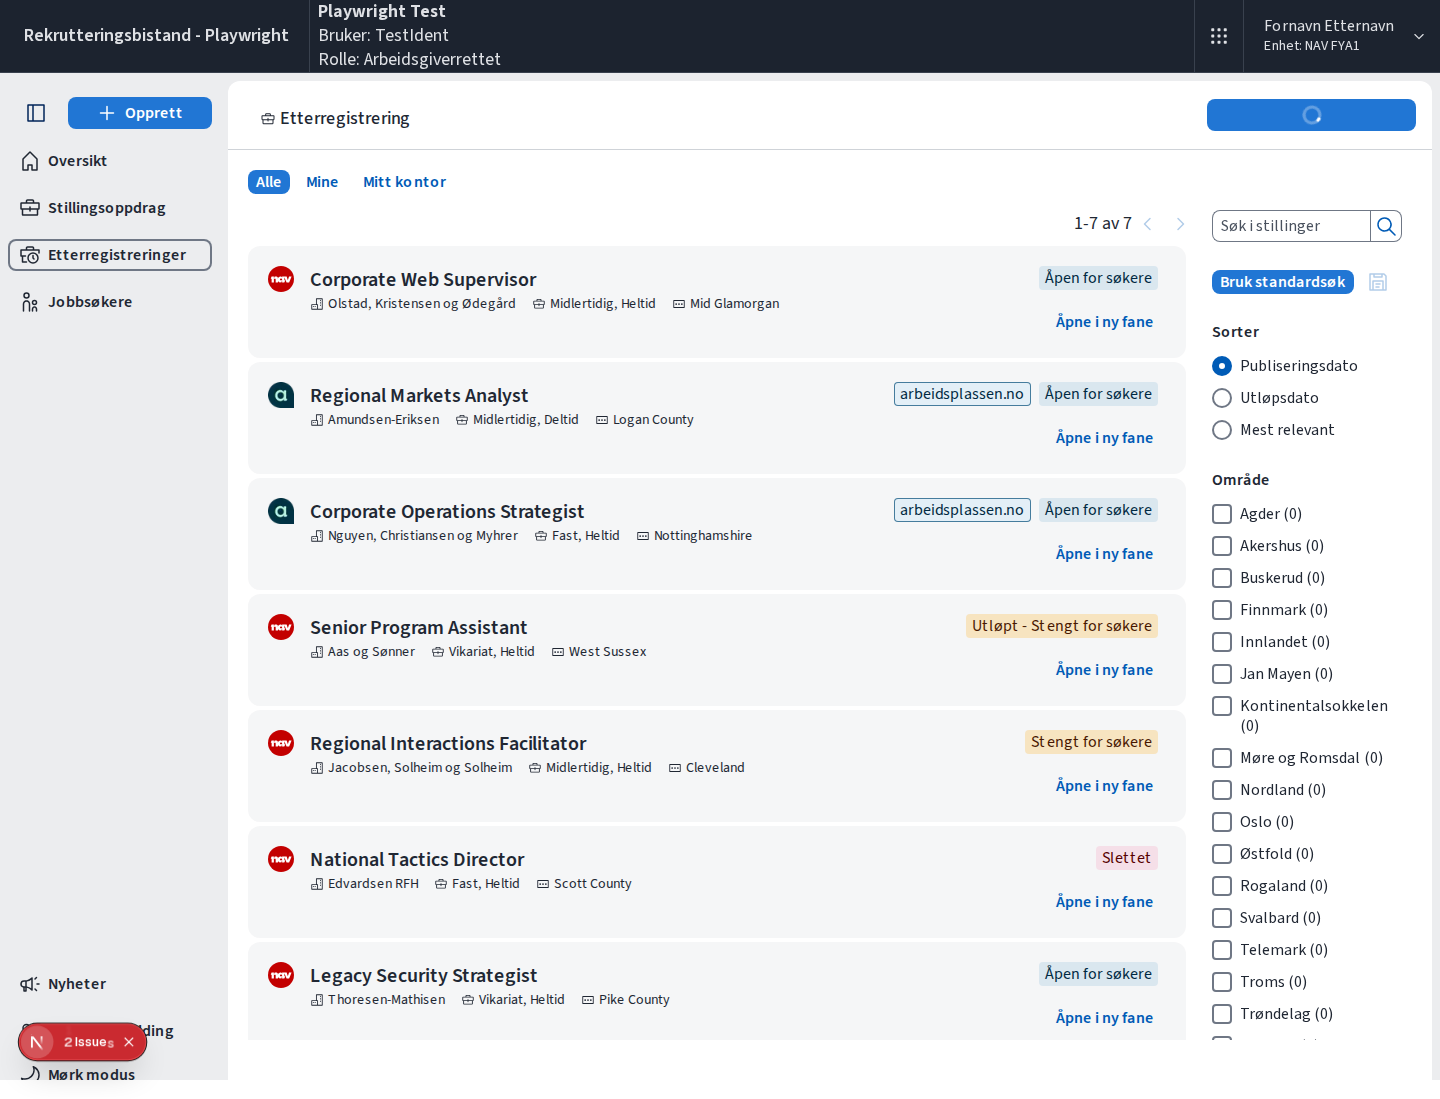 Rekrutteringsbistand - Playwright
Playwright Test
Bruker: TestIdent
Rolle: Arbeidsgiverrettet
Fornavn Etternavn
Enhet: NAV FYA1
Opprett
Oversikt
Stillingsoppdrag
Etterregistreringer
Jobbsøkere
Nyheter
lding
2 Issues
Mørk modus
Etterregistrering
Alle Mine Mitt kontor
1-7 av 7
nav
Corporate Web Supervisor
Åpen for søkere
Olstad, Kristensen og Ødegård Midlertidig, Heltid Mid Glamorgan
Åpne i ny fane
a
Regional Markets Analyst
arbeidsplassen.no Åpen for søkere
Amundsen-Eriksen Midlertidig, Deltid Logan County
Åpne i ny fane
a
Corporate Operations Strategist
arbeidsplassen.no Åpen for søkere
Nguyen, Christiansen og Myhrer Fast, Heltid Nottinghamshire
Åpne i ny fane
nav
Senior Program Assistant
Utløpt - Stengt for søkere
Aas og Sønner Vikariat, Heltid West Sussex
Åpne i ny fane
nav
Regional Interactions Facilitator
Stengt for søkere
Jacobsen, Solheim og Solheim Midlertidig, Heltid Cleveland
Åpne i ny fane
nav
National Tactics Director
Slettet
Edvardsen RFH Fast, Heltid Scott County
Åpne i ny fane
nav
Legacy Security Strategist
Åpen for søkere
Thoresen-Mathisen Vikariat, Heltid Pike County
Åpne i ny fane
Søk i stillinger
Bruk standardsøk
Sorter
Publiseringsdato
Utløpsdato
Mest relevant
Område
Agder (0)
Akershus (0)
Buskerud (0)
Finnmark (0)
Innlandet (0)
Jan Mayen (0)
Kontinentalsokkelen
(0)
Møre og Romsdal (0)
Nordland (0)
Oslo (0)
Østfold (0)
Rogaland (0)
Svalbard (0)
Telemark (0)
Troms (0)
Trøndelag (0)